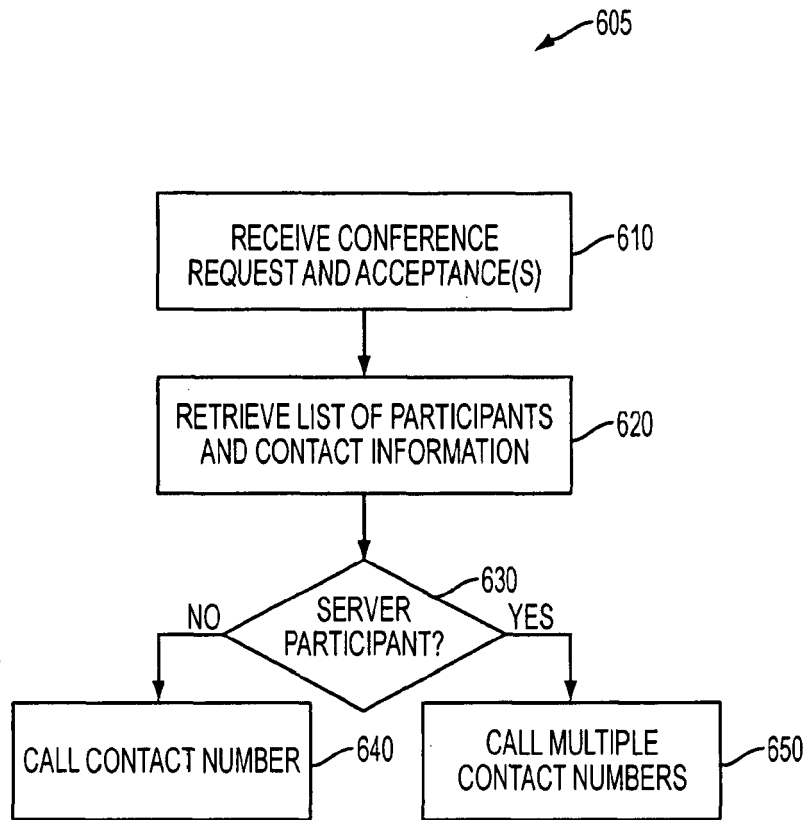 605
RECEIVE CONFERENCE
REQUEST AND ACCEPTANCE(S)
610
RETRIEVE LIST OF PARTICIPANTS
AND CONTACT INFORMATION
620
630
NO
SERVER
PARTICIPANT?
YES
CALL CONTACT NUMBER
640
CALL MULTIPLE
CONTACT NUMBERS
650